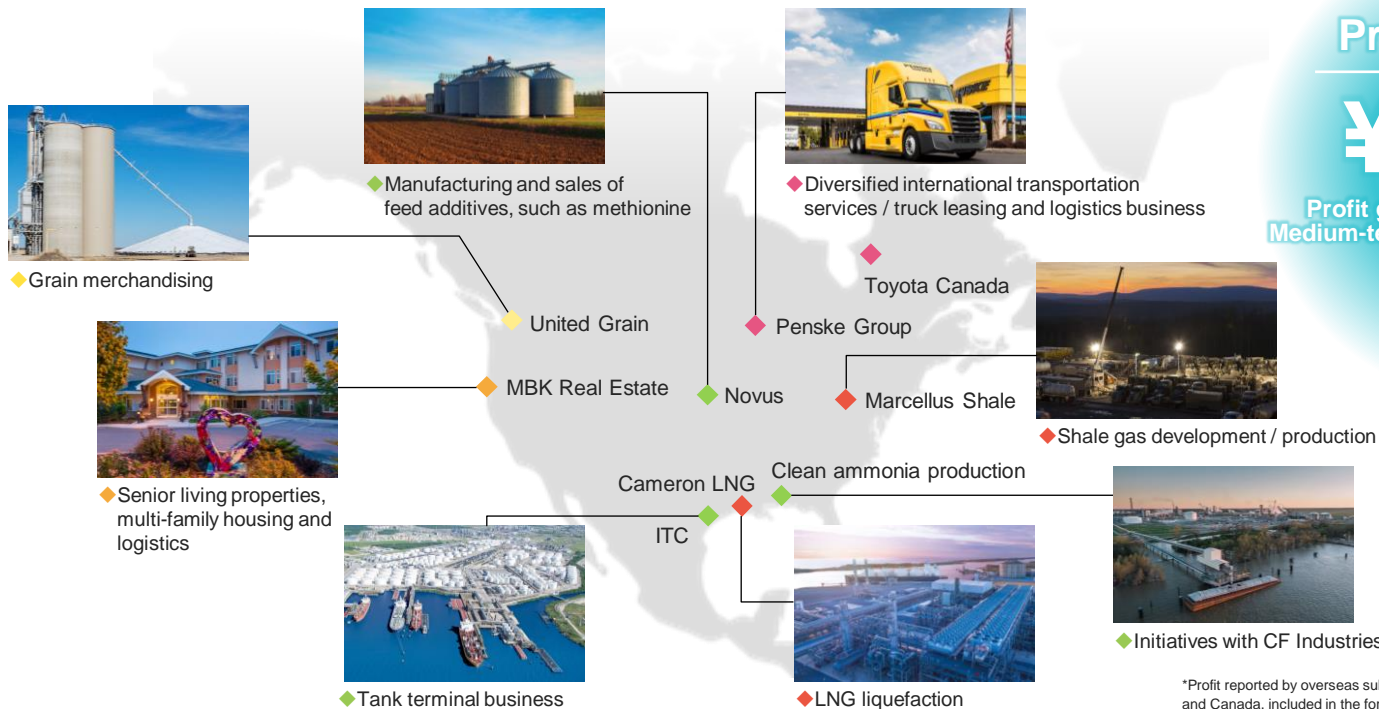 Pr
¥
Profit g
Medium-te
◆Manufacturing and sales of
feed additives, such as methionine
◆Diversified international transportation
services / truck leasing and logistics business
◆Grain merchandising
Toyota Canada
United Grain
Penske Group
MBK Real Estate
Novus
Marcellus Shale
◆Shale gas development / production
◆Senior living properties,
multi-family housing and
logistics
Cameron LNG
Clean ammonia production
ITC
◆Initiatives with CF Industries
◆Tank terminal business
◆LNG liquefaction
*Profit reported by overseas su
and Canada, included in the for